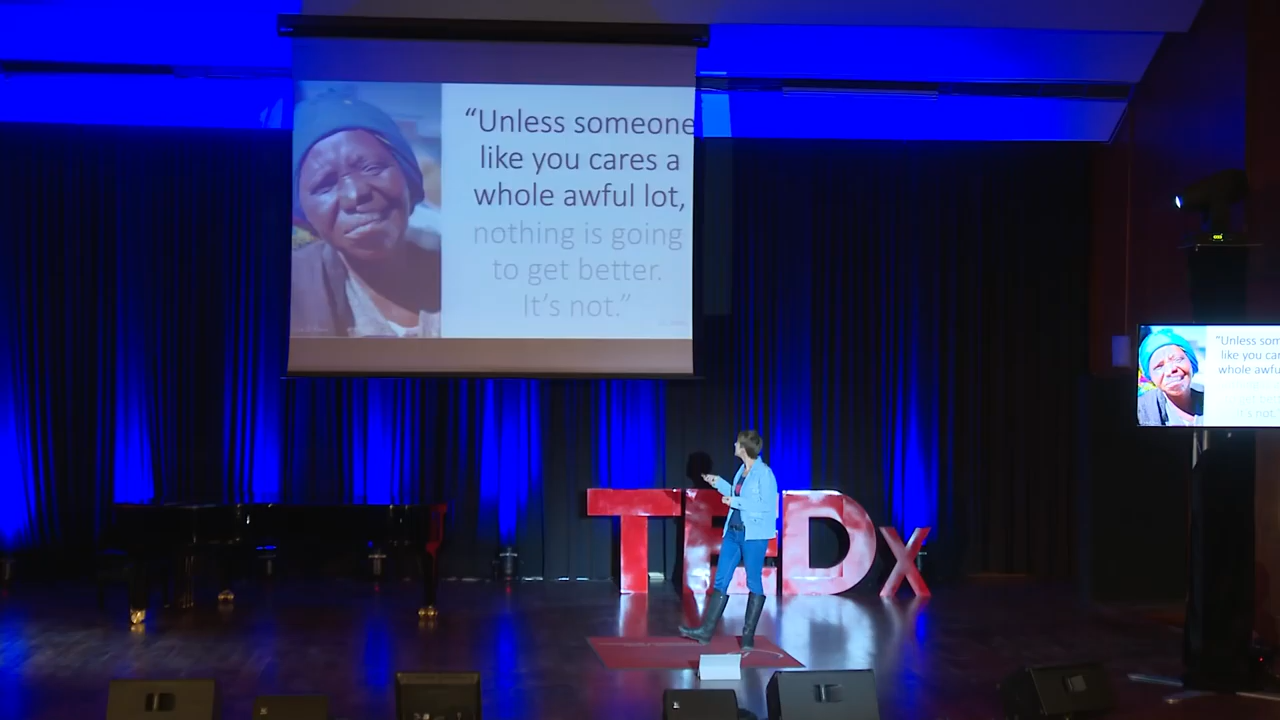 “Unless someone
like you cares a
whole awful lot,
nothing is going
to get better.
It’s not.”
"Unless som
like you car
whole awfu
It's not."
TEDx